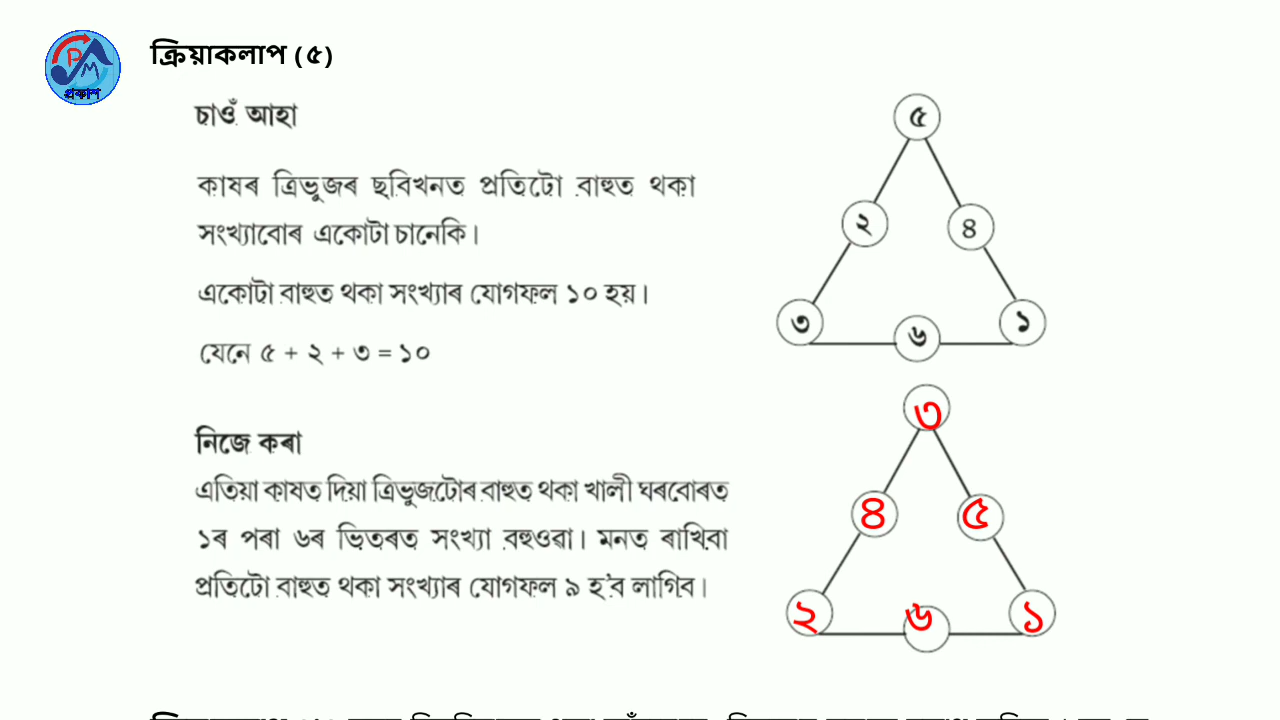 ক্ৰিয়াকলাপ (৫)
প্ৰকাশ
PM
চাওঁ আহা
কাষৰ ত্ৰিভুজৰ ছবিখনত প্ৰতিটো বাহুত থকা
সংখ্যাবোৰ একোটা চানেকি।
একোটা বাহুত থকা সংখ্যাৰ যোগফল ১০ হয়।
যেনে ৫ + ২ + ৩ = ১০
৫
২ ৪
৩ ৬ ১
নিজে কৰা
এতিয়া কাষত দিয়া ত্ৰিভুজটোৰ বাহুত থকা খালী ঘৰবোৰত
১ৰ পৰা ৬ৰ ভিতৰত সংখ্যা বহুওৱা। মনত ৰাখিবা
প্ৰতিটো বাহুত থকা সংখ্যাৰ যোগফল ৯ হ'ব লাগিব।
৩
৪ ৫
২ ৬ ১